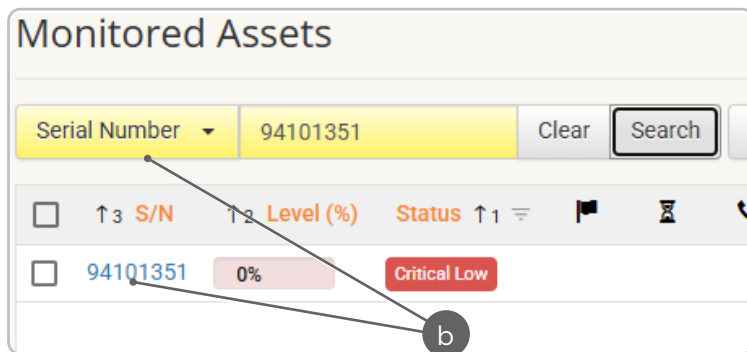 Monitored Assets
Serial Number 94101351 Clear Search
↑3 S/N ↑2 Level (%) Status ↑1
94101351 0% Critical Low
b